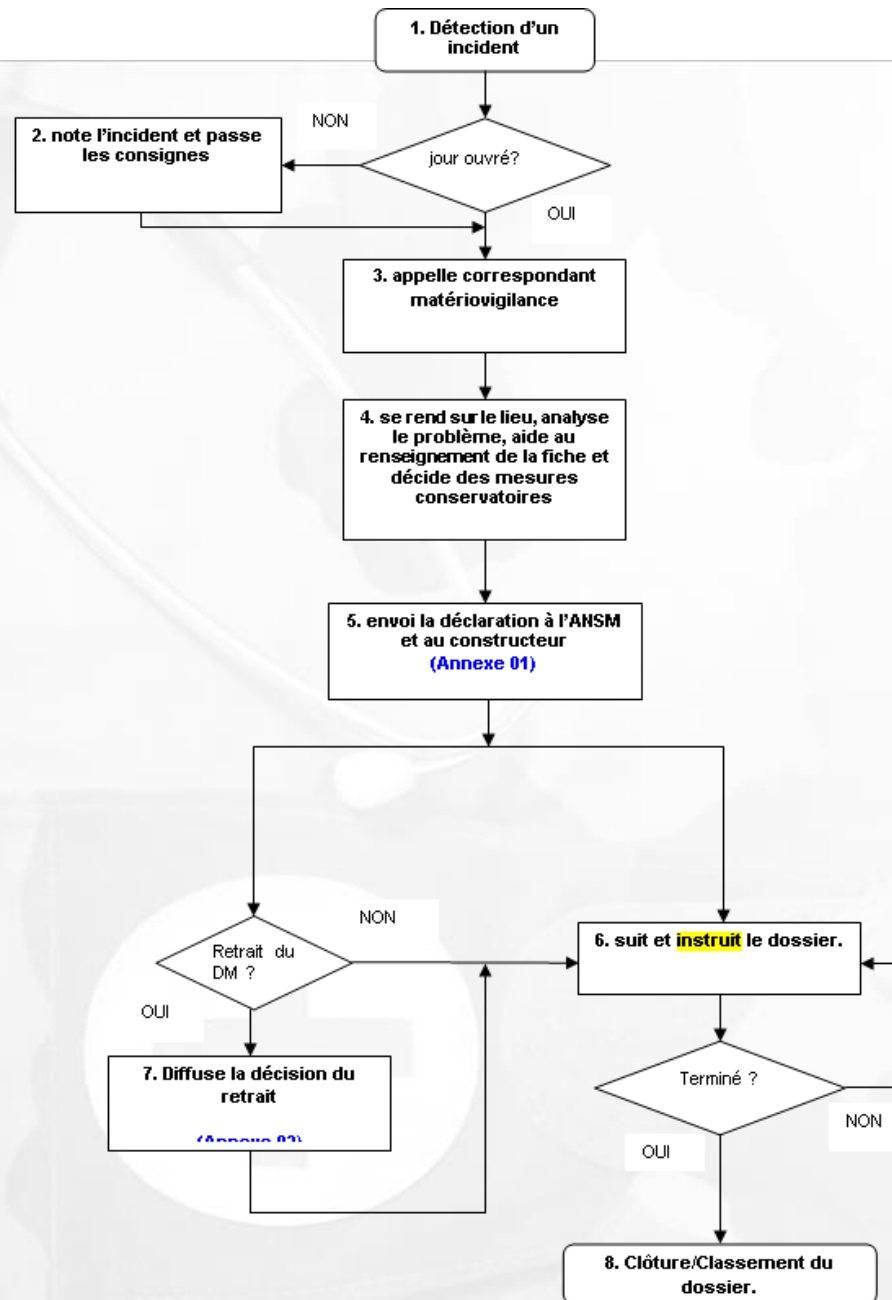 1. Détection d'un
incident
NON
2. note l'incident et passe
les consignes
jour ouvré?
OUI
3. appelle correspondant
matériovigilance
4. se rend sur le lieu, analyse
le problème, aide au
renseignement de la fiche et
décide des mesures
conservatoires
5. envoi la déclaration à l'ANSM
et au constructeur
(Annexe 01)
NON
Retrait du
DM ?
6. suit et instruit le dossier.
OUI
7. Diffuse la décision du
retrait
Terminé ?
NON
OUI
8. Clôture/Classement du
dossier.